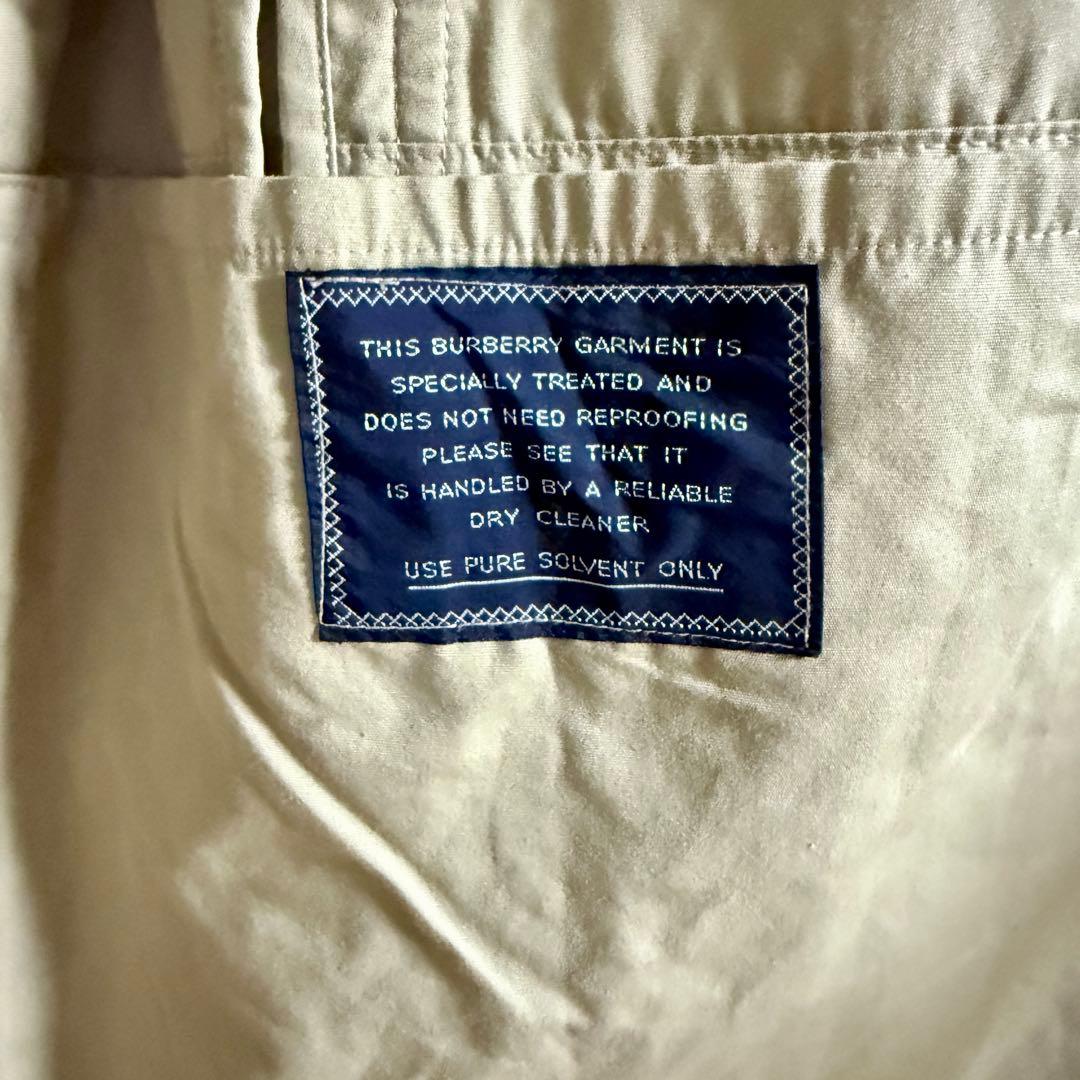 THIS BURBERRY GARMENT IS
SPECIALLY TREATED AND
DOES NOT NEED REPROOFING
PLEASE SEE THAT IT
IS HANDLED BY A RELIABLE
DRY CLEANER
USE PURE SOLVENT ONLY